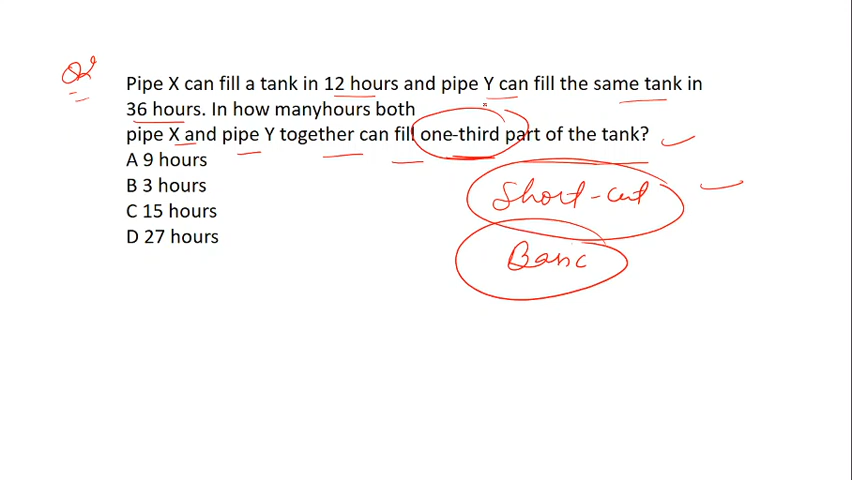 Pipe X can fill a tank in 12 hours and pipe Y can fill the same tank in
36 hours. In how manyhours both
pipe X and pipe Y together can fill one-third part of the tank?
A 9 hours
B 3 hours
Short-cut
C 15 hours
D 27 hours
Basic